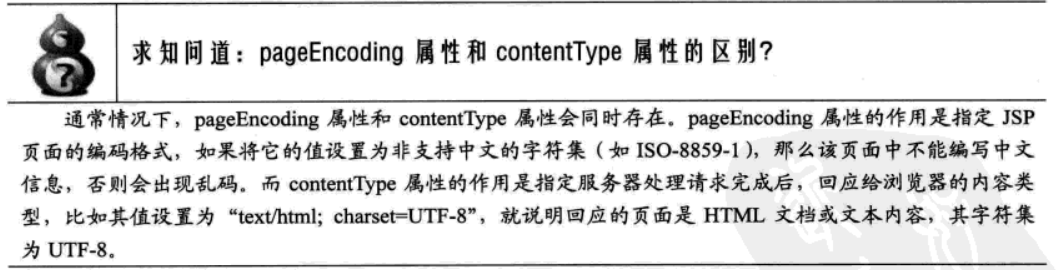 求知问道：pageEncoding 属性和 contentType 属性的区别？
通常情况下，pageEncoding 属性和 contentType 属性会同时存在。pageEncoding 属性的作用是指定 JSP
页面的编码格式，如果将它的值设置为非支持中文的字符集（如 ISO-8859-1），那么该页面中不能编写中文
信息，否则会出现乱码。而 contentType 属性的作用是指定服务器处理请求完成后，回应给浏览器的内容类
型，比如其值设置为“text/html; charset=UTF-8”，就说明回应的页面是 HTML 文档或文本内容，其字符集
为 UTF-8。